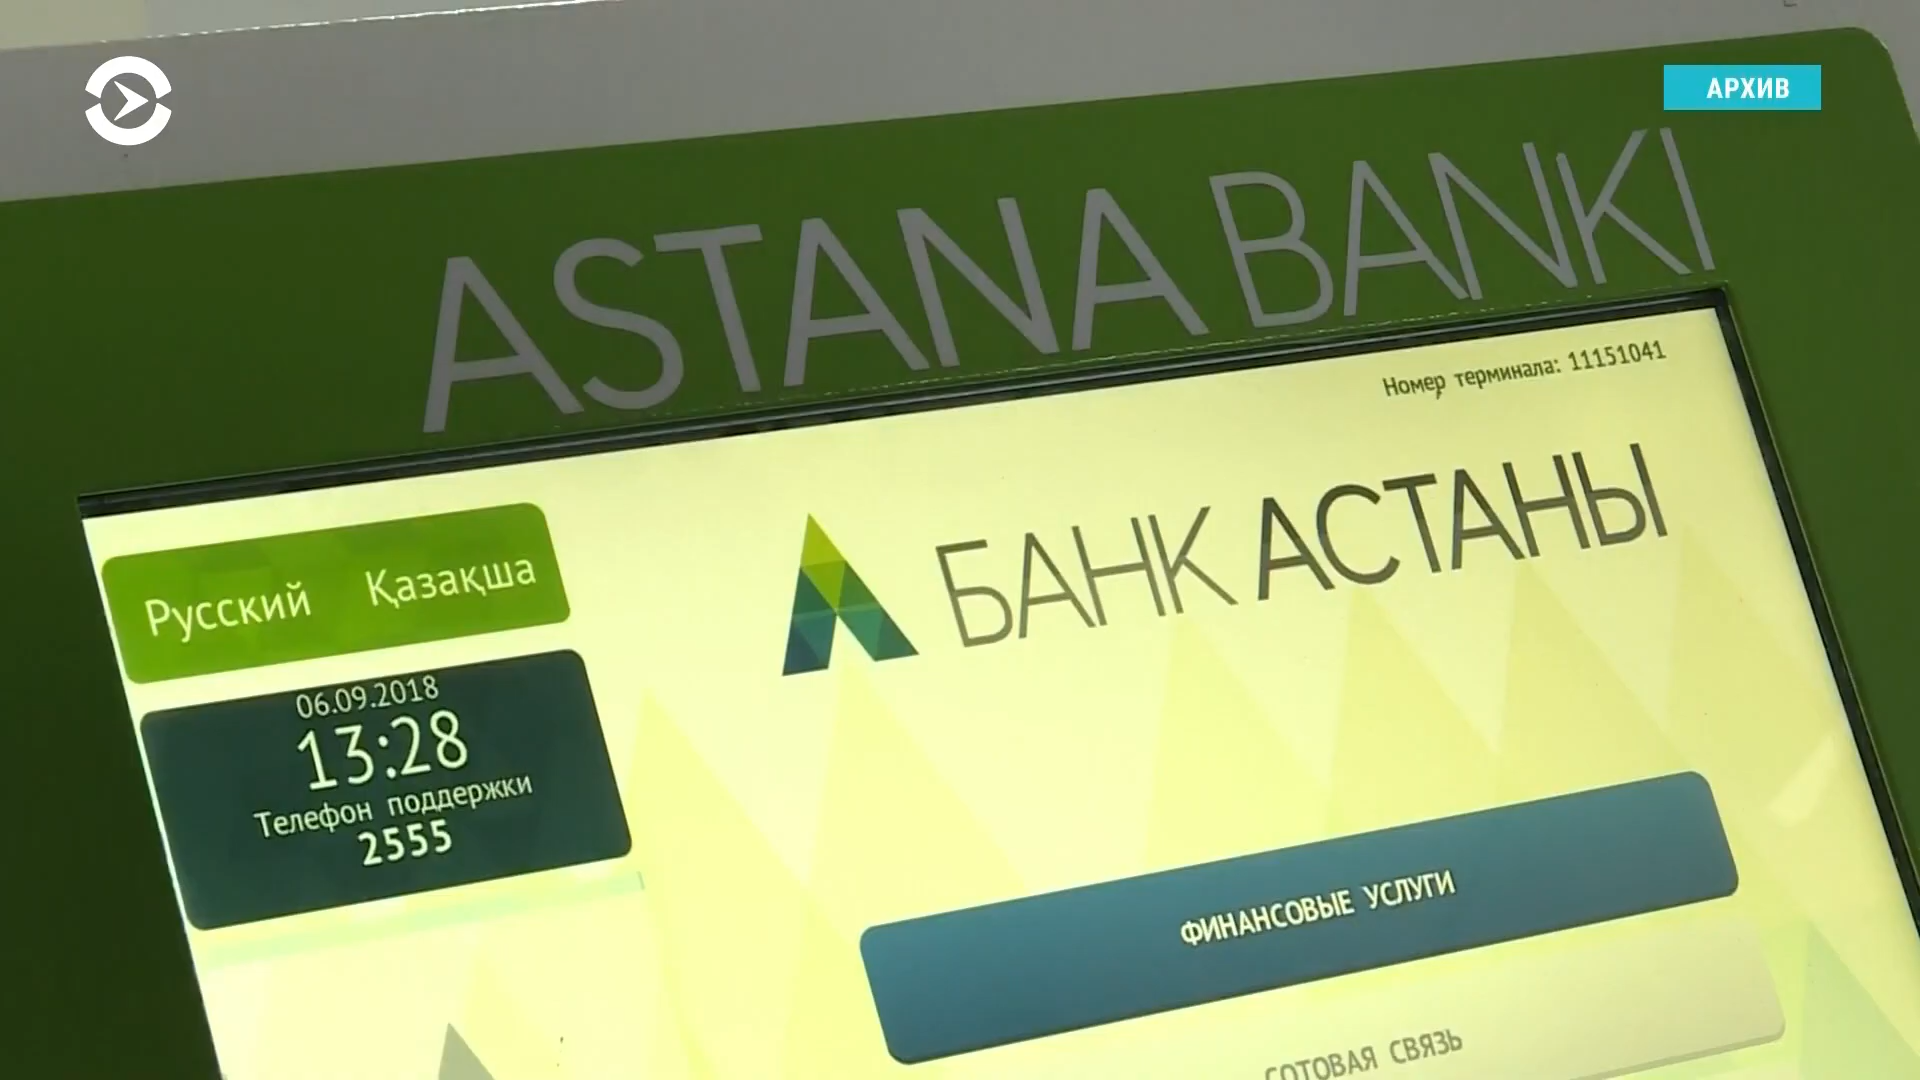 АРХИВ
ASTANA BANKI
Номер терминала: 11151041
БАНК АСТАНЫ
Русский Қазақша
06.09.2018
13:28
Телефон поддержки
2555
ФИНАНСОВЫЕ УСЛУГИ
СОТОВАЯ СВЯЗЬ